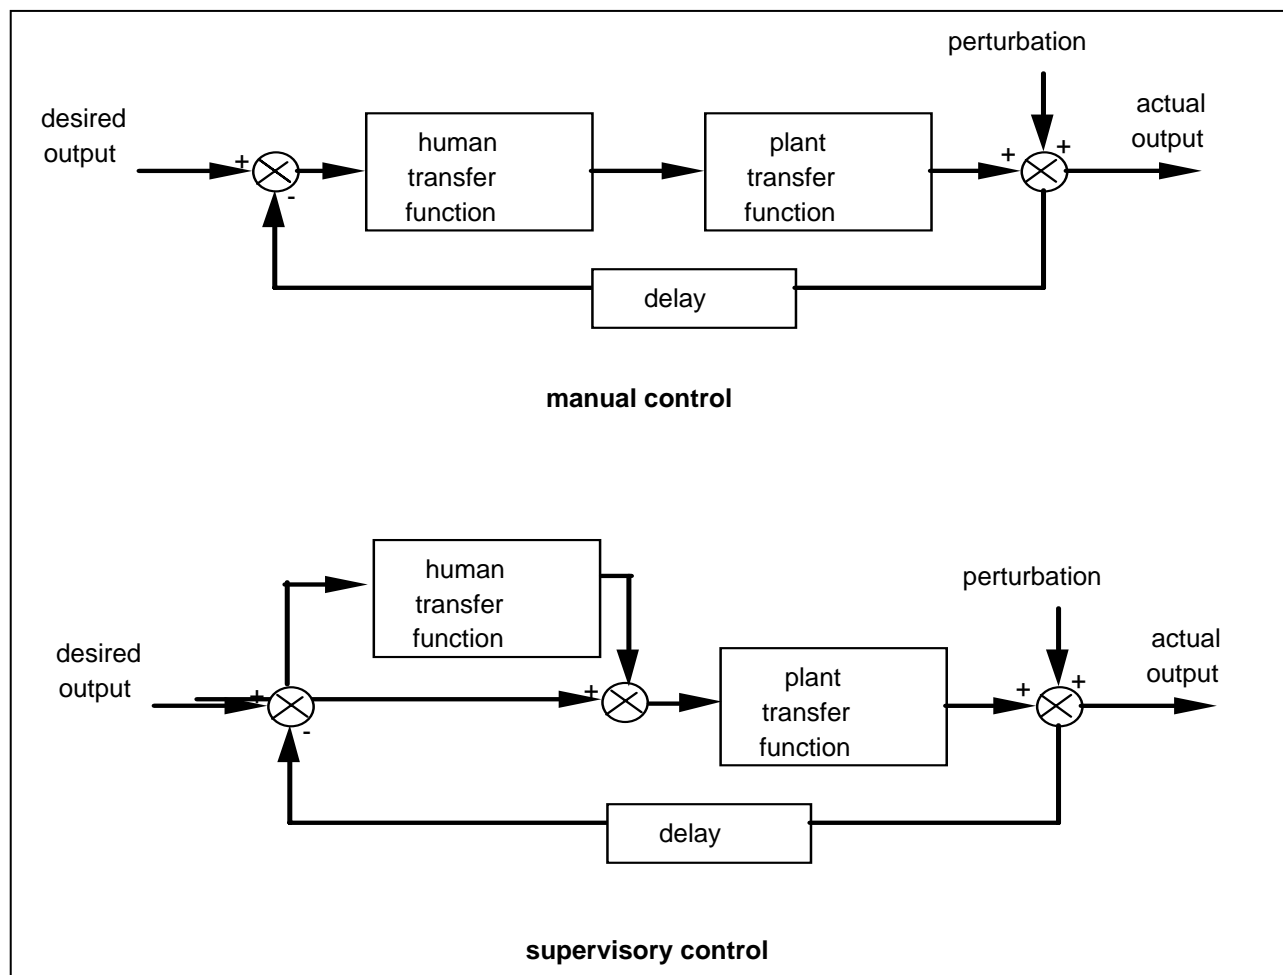 perturbation
desired
output
actual
output
+
-
human
transfer
function
plant
transfer
function
+
+
delay
manual control
human
transfer
function
perturbation
desired
output
actual
output
+
-
+
plant
transfer
function
+
+
delay
supervisory control